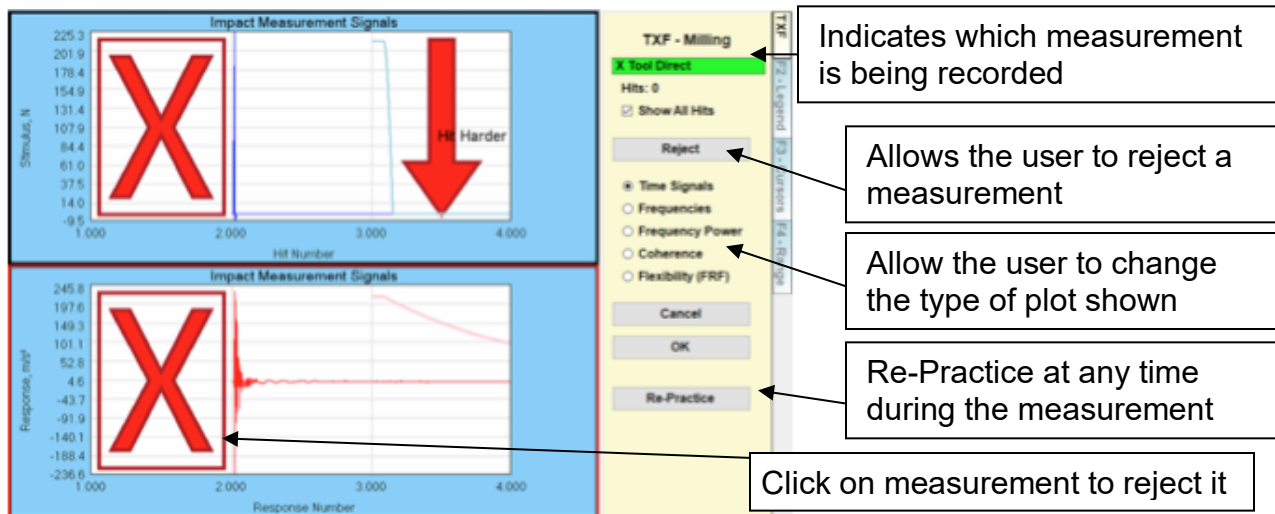 Impact Measurement Signals
225.3
201.9
178.4
154.9
131.4
107.9
84.4
61.0
37.5
14.0
-9.5
Stimulus, N
X
Hit Harder
1.000
2.000
3.000
4.000
Hit Number
Impact Measurement Signals
245.8
197.6
149.3
101.1
52.8
4.6
-43.7
-91.9
-140.1
-188.4
-236.6
Response, m/s²
X
1.000
2.000
3.000
4.000
Response Number
TXF - Milling
X Tool Direct
Hits: 0
Show All Hits
Reject
Time Signals
Frequencies
Frequency Power
Coherence
Flexibility (FRF)
Cancel
OK
Re-Practice
TXF
F2 - Legend
F3 - Cursors
F4 - Range
Indicates which measurement
is being recorded
Allows the user to reject a
measurement
Allow the user to change
the type of plot shown
Re-Practice at any time
during the measurement
Click on measurement to reject it